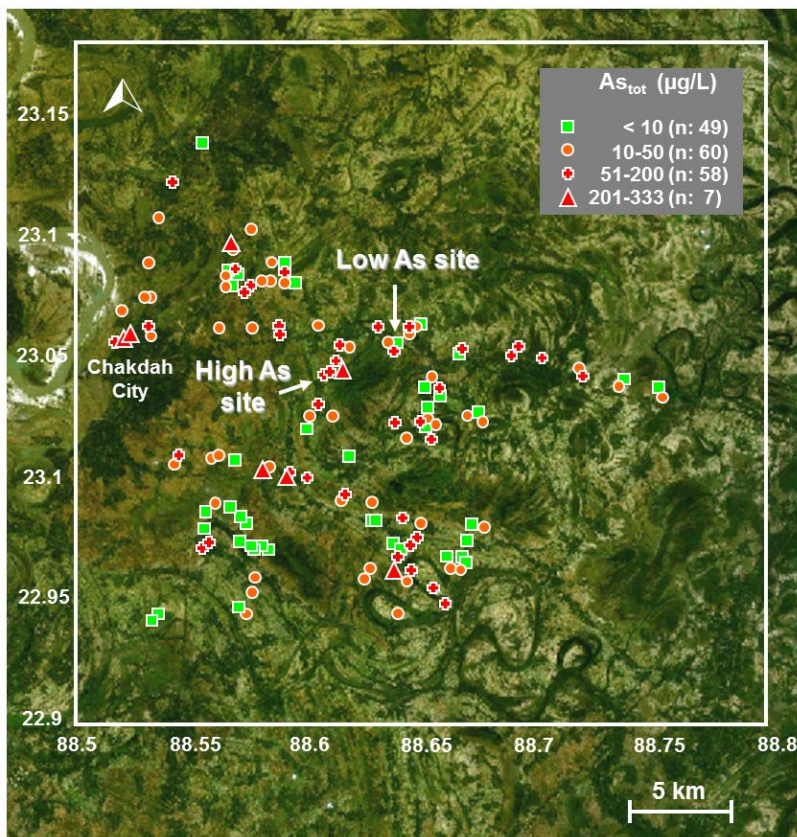 As_tot (µg/L)
< 10 (n: 49)
10-50 (n: 60)
51-200 (n: 58)
201-333 (n: 7)
23.15
23.1
Low As site
23.05
Chakdah
City
High As
site
23.1
22.95
22.9
88.5
88.55
88.6
88.65
88.7
88.75
88.8
5 km